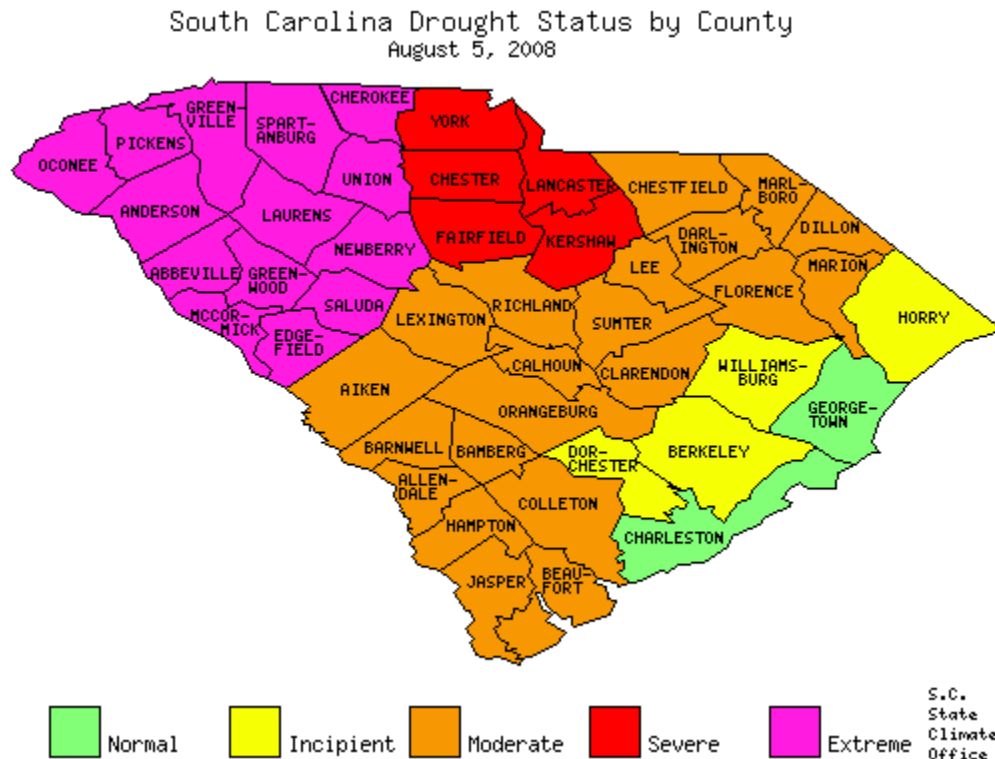 South Carolina Drought Status by County
August 5, 2008
CHEROKEE
GREEN-
VILLE
YORK
SPART-
ANBURG
PICKENS
OCONEE
UNION
CHESTER
LANCASTER
CHESTFIELD
MARL-
BORO
ANDERSON
LAURENS
DILLON
FAIRFIELD
KERSHAW
DARL-
INGTON
NEWBERRY
ABBEVILLE
GREEN-
WOOD
LEE
MARION
FLORENCE
SALUDA
RICHLAND
MCCOR-
MICK
LEXINGTON
SUMTER
HORRY
EDGE-
FIELD
CALHOUN
CLARENDON
WILLIAMS-
BURG
AIKEN
ORANGEBURG
GEORGE-
TOWN
BARNWELL
BAMBERG
DOR-
CHESTER
BERKELEY
ALLEN-
DALE
COLLETON
HAMPTON
CHARLESTON
JASPER
BEAU-
FORT
Normal
Incipient
Moderate
Severe
Extreme
S.C.
State
Climate
Office